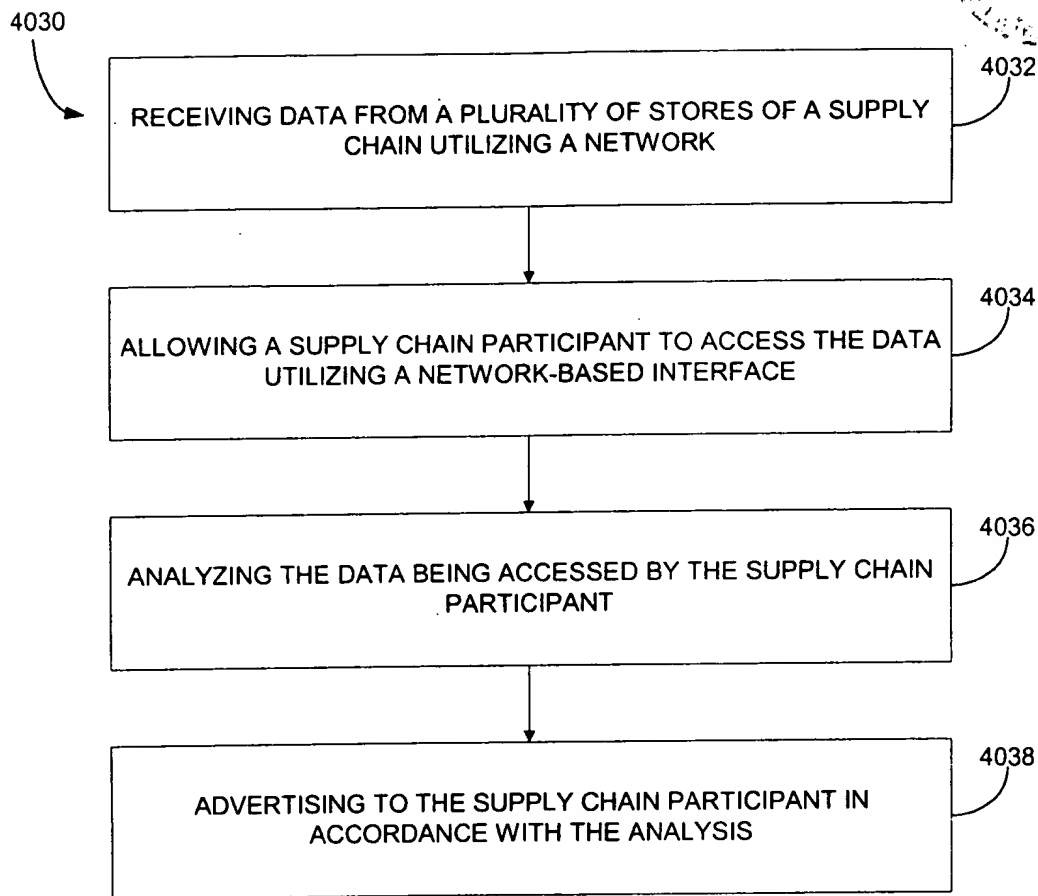 4030
4032
RECEIVING DATA FROM A PLURALITY OF STORES OF A SUPPLY
CHAIN UTILIZING A NETWORK
4034
ALLOWING A SUPPLY CHAIN PARTICIPANT TO ACCESS THE DATA
UTILIZING A NETWORK-BASED INTERFACE
4036
ANALYZING THE DATA BEING ACCESSED BY THE SUPPLY CHAIN
PARTICIPANT
4038
ADVERTISING TO THE SUPPLY CHAIN PARTICIPANT IN
ACCORDANCE WITH THE ANALYSIS